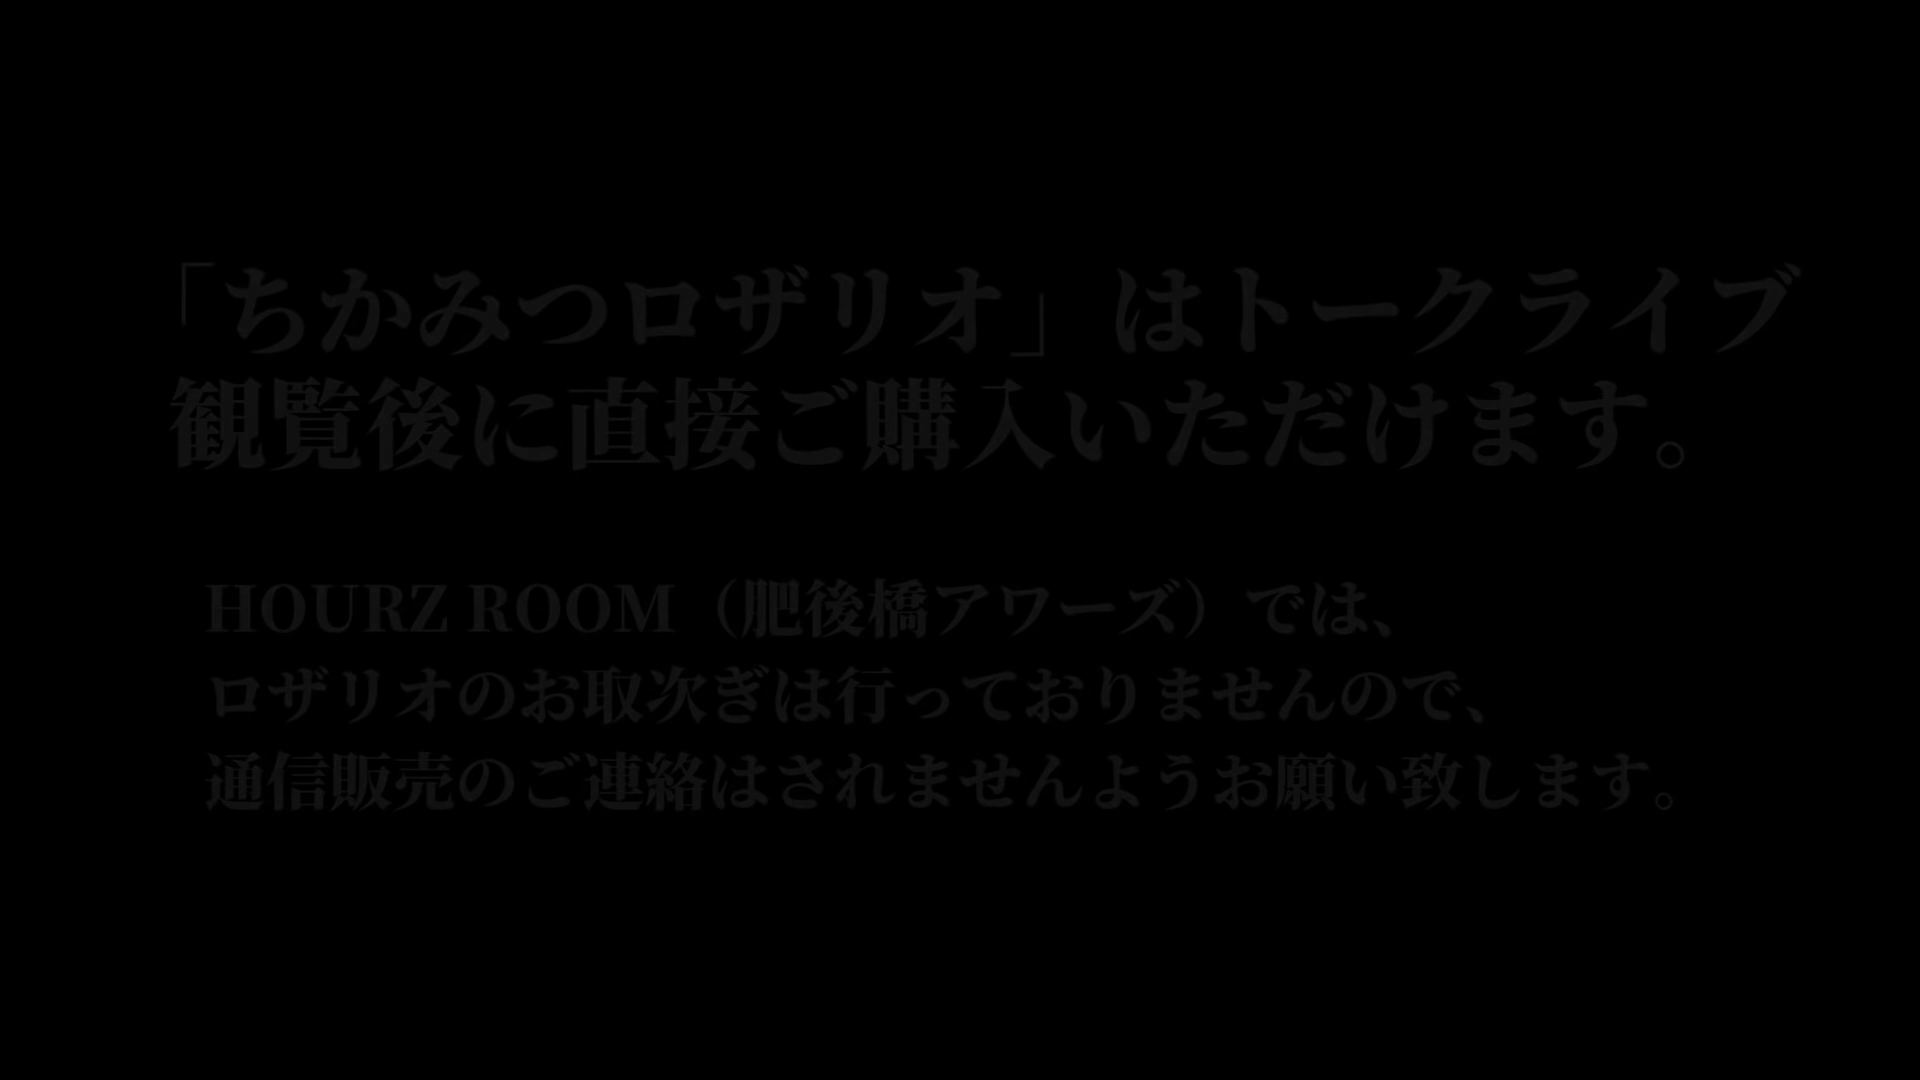 「ちかみつロザリオ」はトークライブ
観覧後に直接ご購入いただけます。
HOURZ ROOM（肥後橋アワーズ）では、
ロザリオのお取次ぎは行っておりませんので、
通信販売のご連絡はされませんようお願い致します。